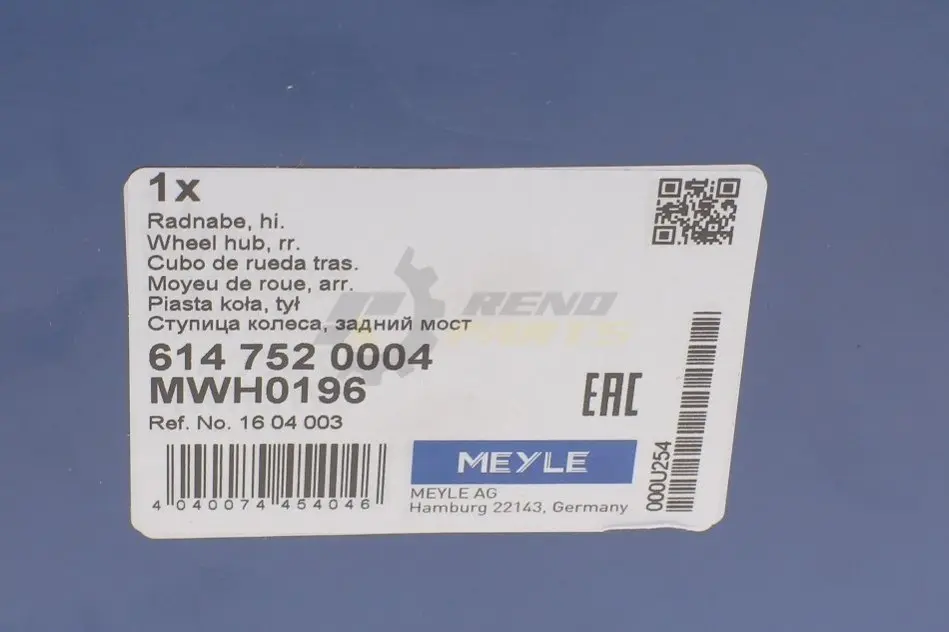 1x
Radnabe, hi.
Wheel hub, rr.
Cubo de rueda tras.
Moyeu de roue, arr.
Piasta koła, tył
Ступица колеса, задний мост
RENO
PARTS
614 752 0004
MWH0196
Ref. No. 16 04 003
EAC
MEYLE
MEYLE AG
Hamburg 22143, Germany
4 040074 454046
000U254